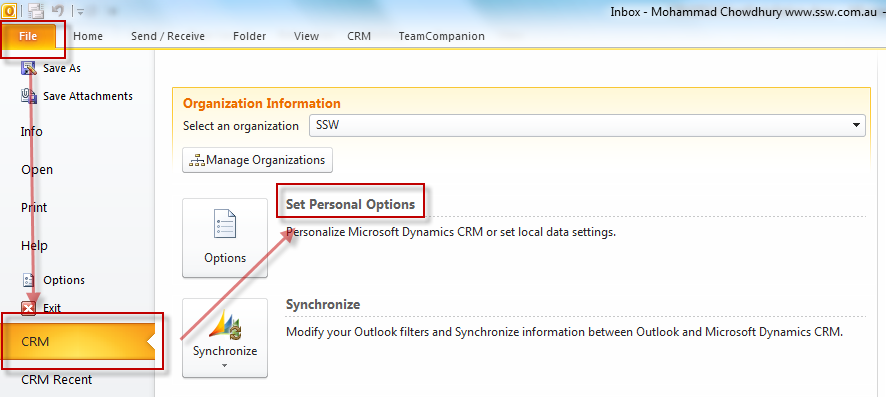 Inbox - Mohammad Chowdhury www.ssw.com.au
File Home Send / Receive Folder View CRM TeamCompanion
Save As
Save Attachments
Info
Open
Print
Help
Options
Exit
CRM
CRM Recent
Organization Information
Select an organization SSW
Manage Organizations
Options
Set Personal Options
Personalize Microsoft Dynamics CRM or set local data settings.
Synchronize
Synchronize
Modify your Outlook filters and Synchronize information between Outlook and Microsoft Dynamics CRM.